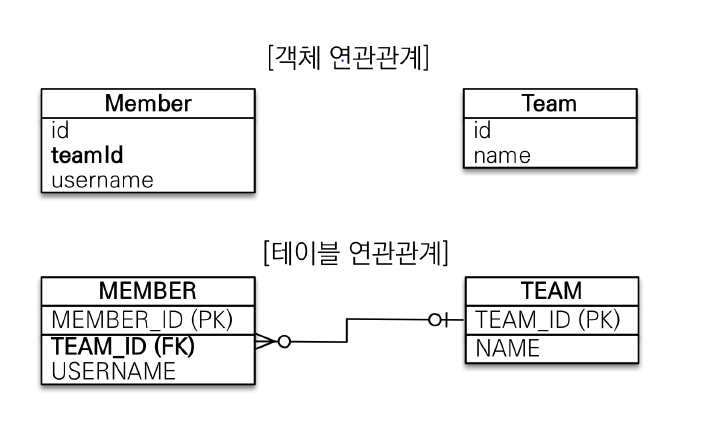 [객체 연관관계]
Member
id
teamId
username
Team
id
name
[테이블 연관관계]
MEMBER
MEMBER_ID (PK)
TEAM_ID (FK)
USERNAME
TEAM
TEAM_ID (PK)
NAME